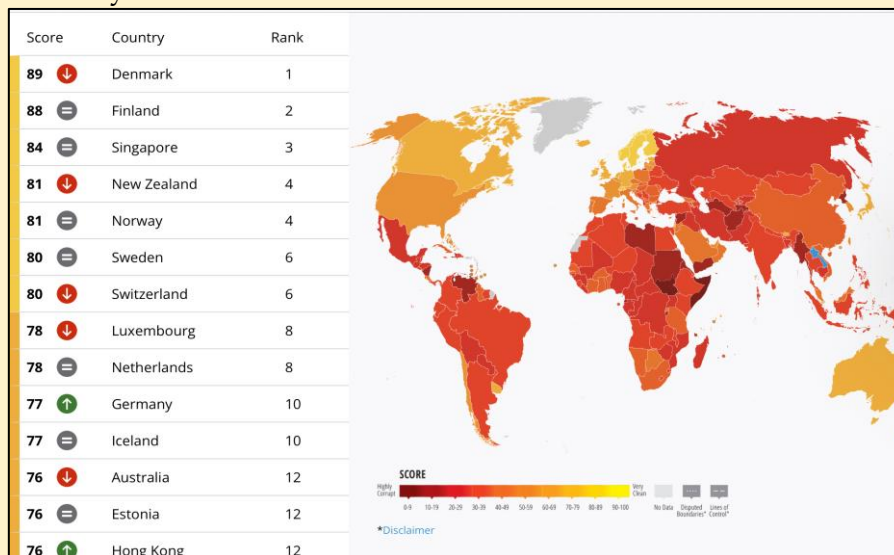 Score Country Rank
89 Denmark 1
88 Finland 2
84 Singapore 3
81 New Zealand 4
81 Norway 4
80 Sweden 6
80 Switzerland 6
78 Luxembourg 8
78 Netherlands 8
77 Germany 10
77 Iceland 10
76 Australia 12
76 Estonia 12
76 Hong Kong 12
SCORE
Highly Corrupt
Very Clean
0-9 10-19 20-29 30-39 40-49 50-59 60-69 70-79 80-89 90-100
No Data
Disputed Boundaries*
Lines of Control*
*Disclaimer